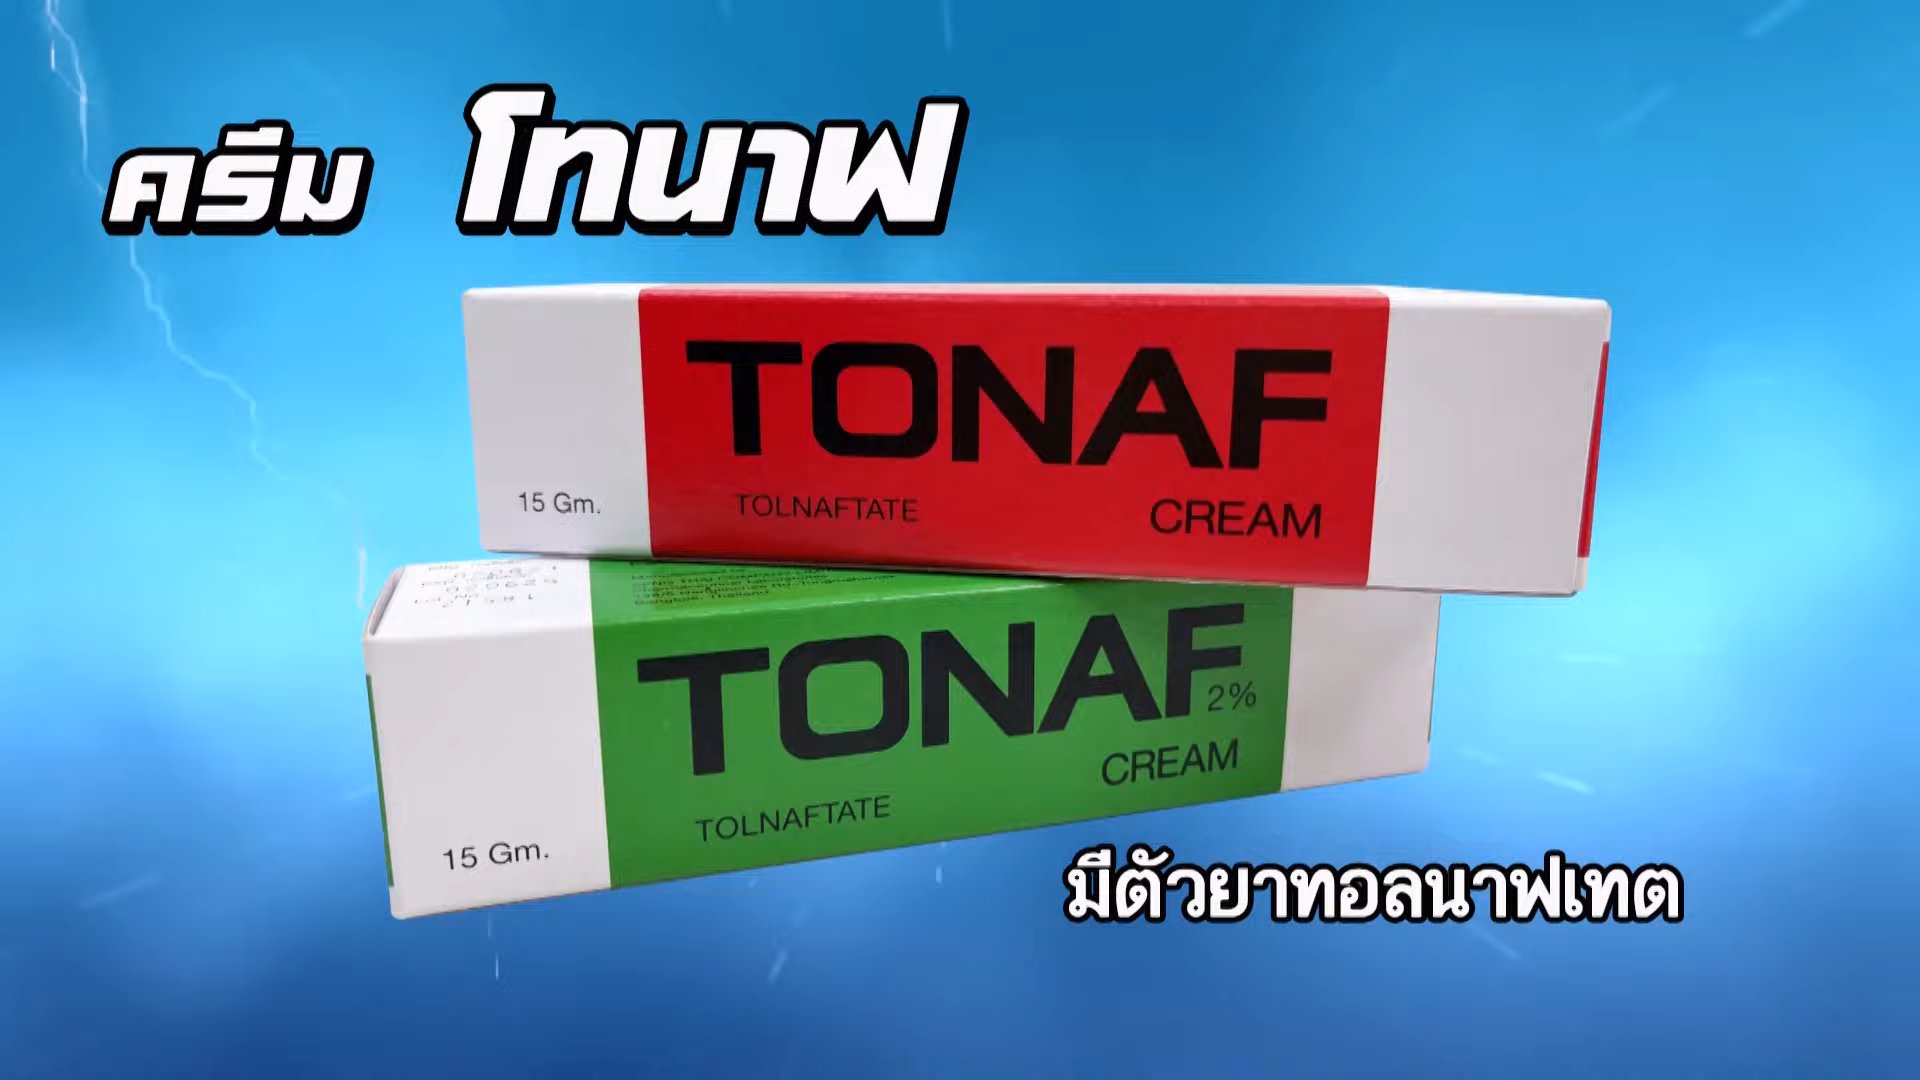 ครีม โทนาฟ
TONAF
15 Gm.
TOLNAFTATE
CREAM
TONAF
2%
CREAM
TOLNAFTATE
15 Gm.
มีตัวยาทอลนาฟเทต